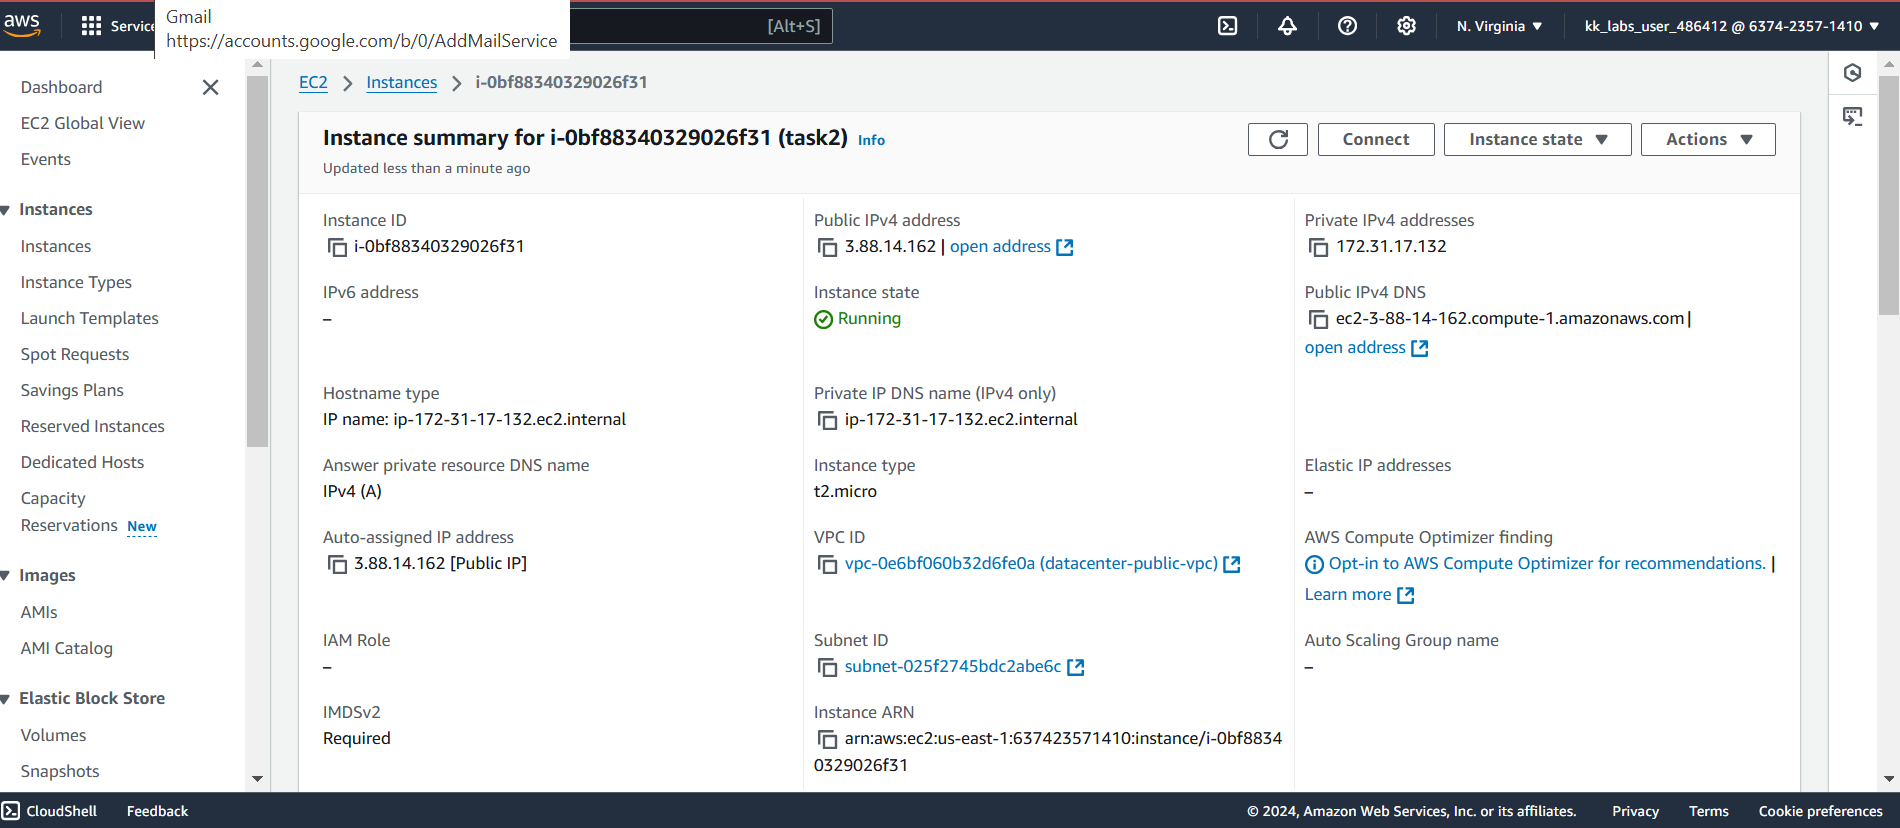 aws
Service
Gmail
https://accounts.google.com/b/0/AddMailService
[Alt+S]
N. Virginia
kk_labs_user_486412 @ 6374-2357-1410
Dashboard
EC2 Global View
Events
Instances
Instances
Instance Types
Launch Templates
Spot Requests
Savings Plans
Reserved Instances
Dedicated Hosts
Capacity
Reservations New
Images
AMIs
AMI Catalog
Elastic Block Store
Volumes
Snapshots
EC2 > Instances > i-0bf88340329026f31
Instance summary for i-0bf88340329026f31 (task2) Info
Updated less than a minute ago
Connect
Instance state
Actions
Instance ID
i-0bf88340329026f31
Public IPv4 address
3.88.14.162 | open address
Private IPv4 addresses
172.31.17.132
IPv6 address
–
Instance state
Running
Public IPv4 DNS
ec2-3-88-14-162.compute-1.amazonaws.com |
open address
Hostname type
IP name: ip-172-31-17-132.ec2.internal
Private IP DNS name (IPv4 only)
ip-172-31-17-132.ec2.internal
Answer private resource DNS name
IPv4 (A)
Instance type
t2.micro
Elastic IP addresses
–
Auto-assigned IP address
3.88.14.162 [Public IP]
VPC ID
vpc-0e6bf060b32d6fe0a (datacenter-public-vpc)
AWS Compute Optimizer finding
Opt-in to AWS Compute Optimizer for recommendations. |
Learn more
IAM Role
–
Subnet ID
subnet-025f2745bdc2abe6c
Auto Scaling Group name
–
IMDSv2
Required
Instance ARN
arn:aws:ec2:us-east-1:637423571410:instance/i-0bf8834
0329026f31
CloudShell
Feedback
© 2024, Amazon Web Services, Inc. or its affiliates.
Privacy
Terms
Cookie preferences